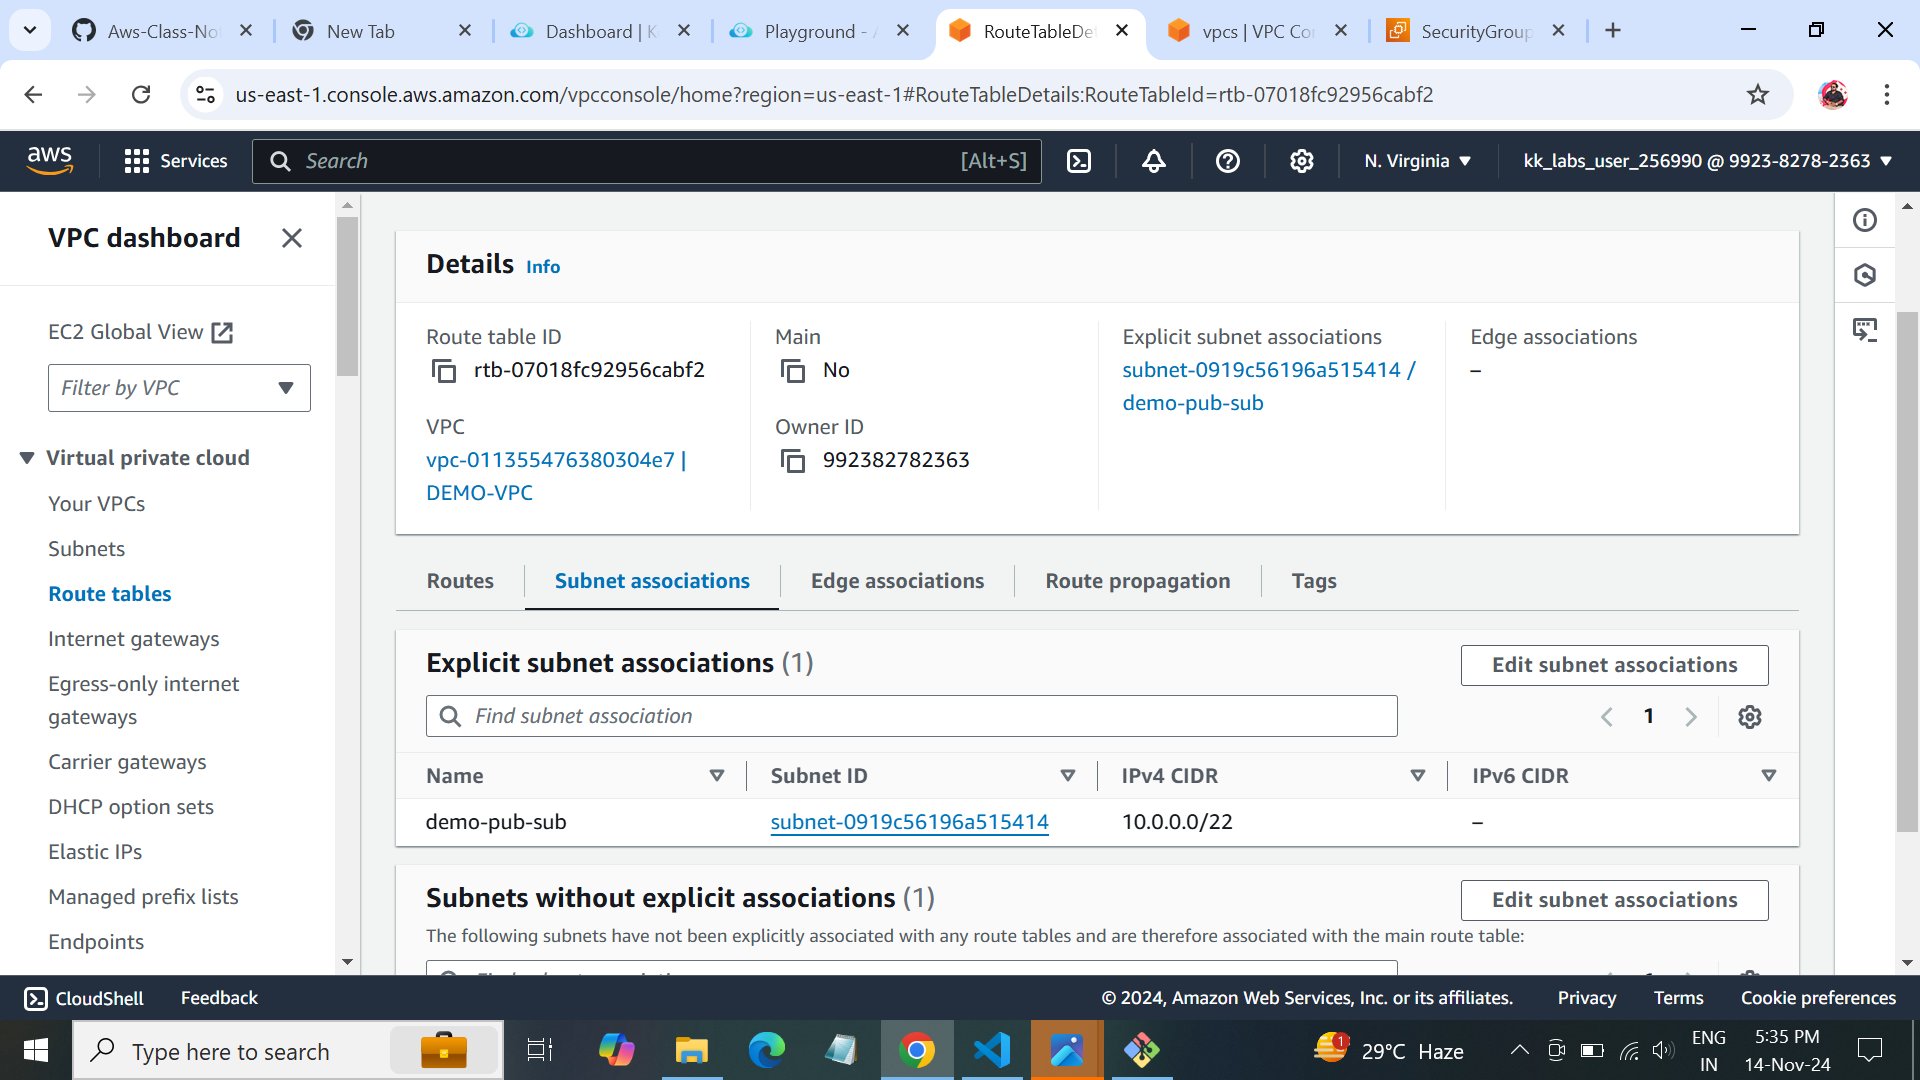 Aws-Class-No
New Tab
Dashboard | K
Playground -
RouteTableDet
vpcs | VPC Co
SecurityGroup
us-east-1.console.aws.amazon.com/vpcconsole/home?region=us-east-1#RouteTableDetails:RouteTableId=rtb-07018fc92956cabf2
aws
Services
Search
[Alt+S]
N. Virginia
kk_labs_user_256990 @ 9923-8278-2363
VPC dashboard
EC2 Global View
Filter by VPC
Virtual private cloud
Your VPCs
Subnets
Route tables
Internet gateways
Egress-only internet
gateways
Carrier gateways
DHCP option sets
Elastic IPs
Managed prefix lists
Endpoints
Details Info
Route table ID
rtb-07018fc92956cabf2
VPC
vpc-011355476380304e7 |
DEMO-VPC
Main
No
Owner ID
992382782363
Explicit subnet associations
subnet-0919c56196a515414 /
demo-pub-sub
Edge associations
–
Routes
Subnet associations
Edge associations
Route propagation
Tags
Explicit subnet associations (1)
Edit subnet associations
Find subnet association
1
Name
Subnet ID
IPv4 CIDR
IPv6 CIDR
demo-pub-sub
subnet-0919c56196a515414
10.0.0.0/22
–
Subnets without explicit associations (1)
Edit subnet associations
The following subnets have not been explicitly associated with any route tables and are therefore associated with the main route table:
CloudShell
Feedback
© 2024, Amazon Web Services, Inc. or its affiliates.
Privacy
Terms
Cookie preferences
Type here to search
1
29°C Haze
ENG
IN
5:35 PM
14-Nov-24